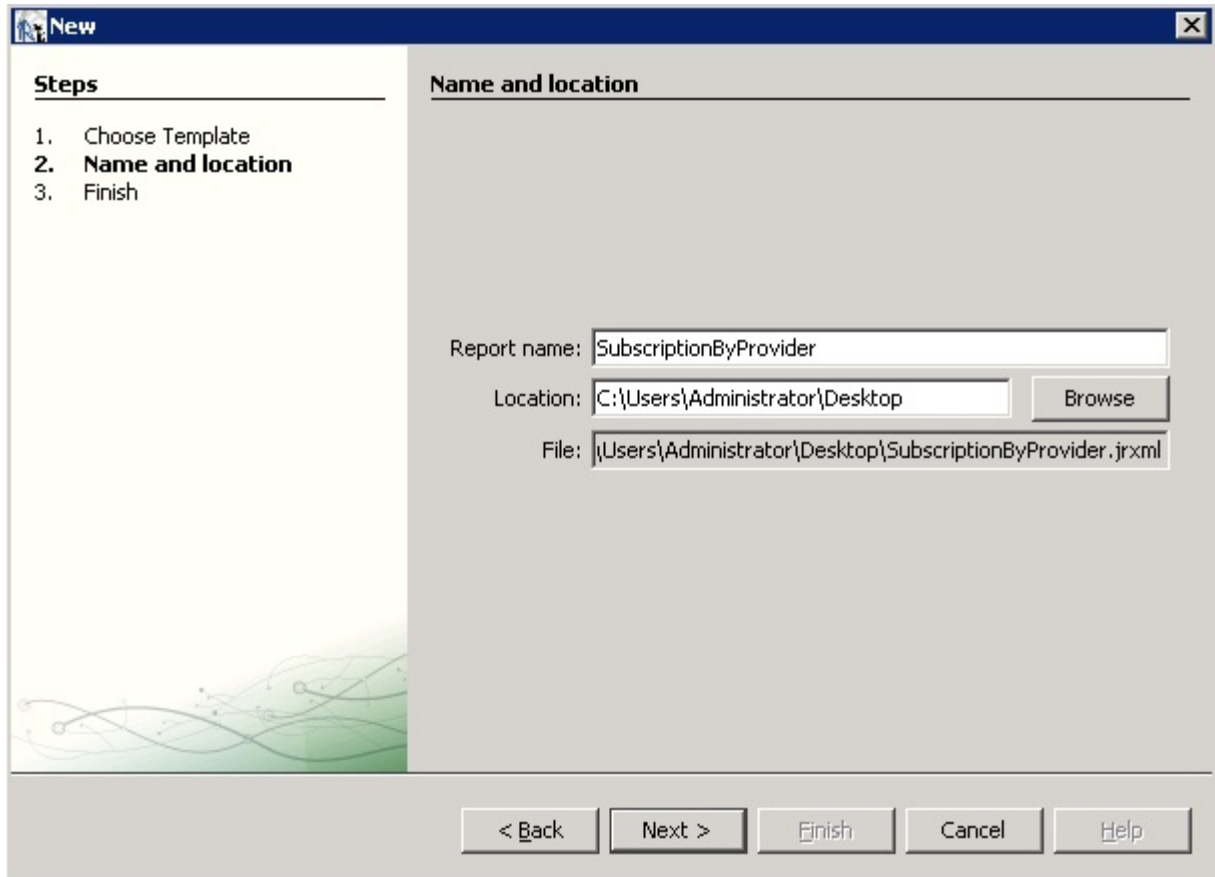 New
Steps
1. Choose Template
2. Name and location
3. Finish
Name and location
Report name: SubscriptionByProvider
Location: C:\Users\Administrator\Desktop Browse
File: \Users\Administrator\Desktop\SubscriptionByProvider.jrxml
< Back Next > Finish Cancel Help